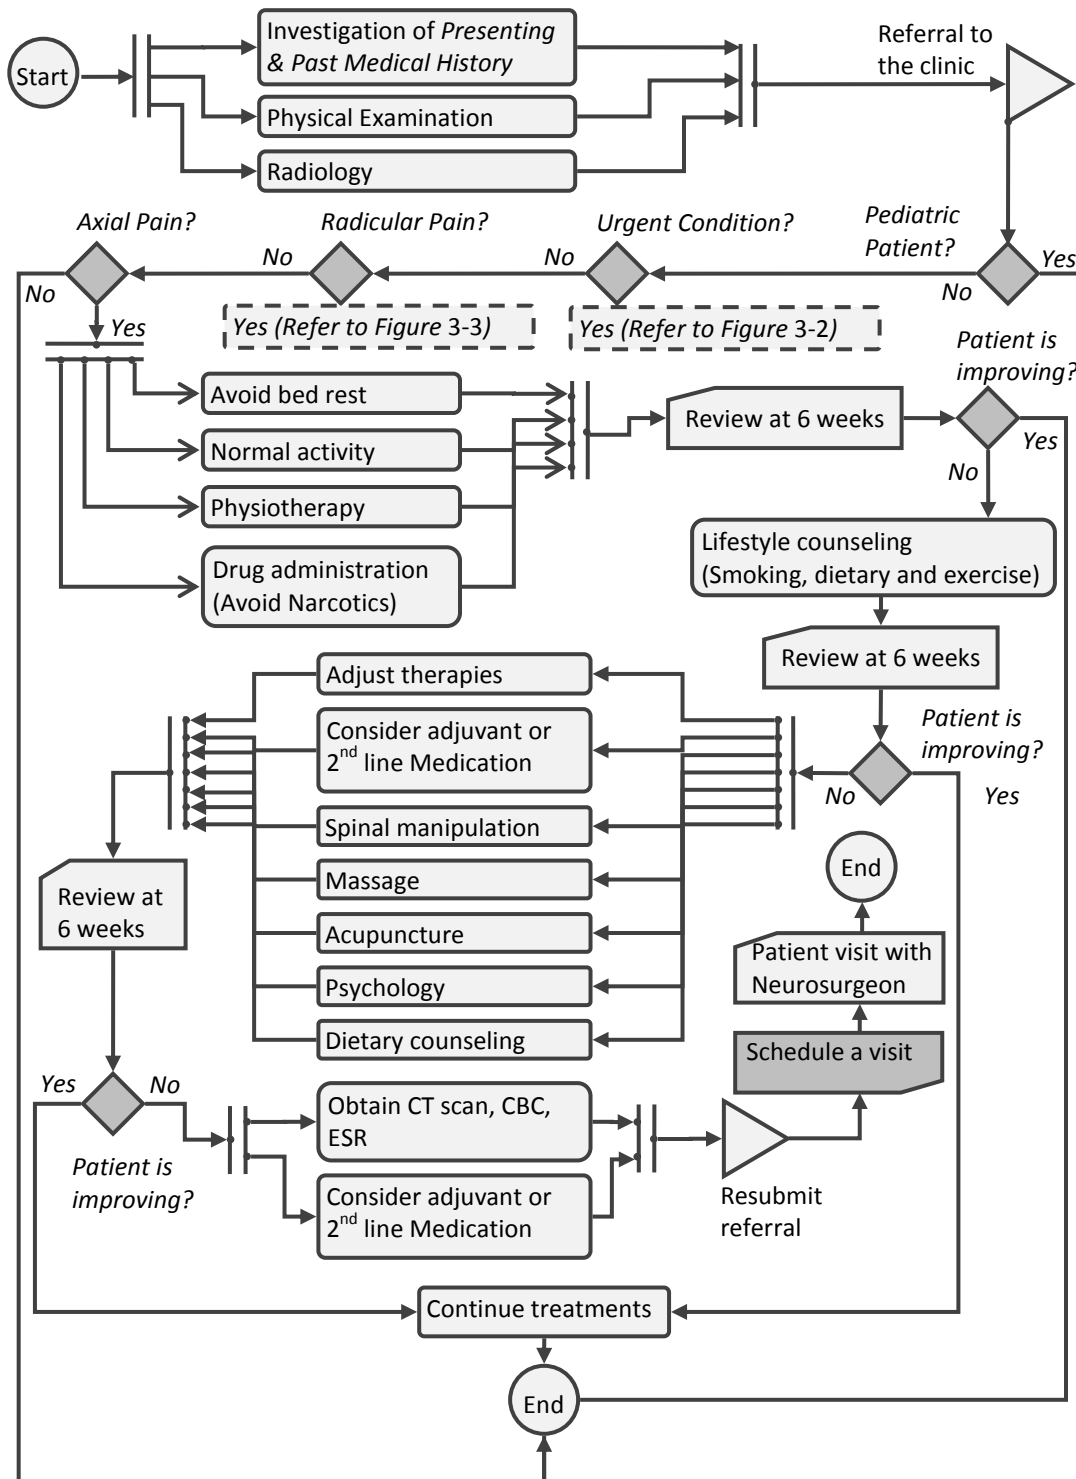 Start
Investigation of Presenting
& Past Medical History
Physical Examination
Radiology
Referral to
the clinic
Axial Pain?
Radicular Pain?
Urgent Condition?
Pediatric
Patient?
No
No
No
No
Yes
Yes
Yes (Refer to Figure 3-3)
Yes (Refer to Figure 3-2)
Avoid bed rest
Normal activity
Physiotherapy
Drug administration
(Avoid Narcotics)
Review at 6 weeks
Patient is
improving?
Yes
No
Lifestyle counseling
(Smoking, dietary and exercise)
Review at 6 weeks
Patient is
improving?
No
Yes
Adjust therapies
Consider adjuvant or
2nd line Medication
Spinal manipulation
Massage
Acupuncture
Psychology
Dietary counseling
Review at
6 weeks
Yes
No
Patient is
improving?
Obtain CT scan, CBC,
ESR
Consider adjuvant or
2nd line Medication
Resubmit
referral
Schedule a visit
Patient visit with
Neurosurgeon
End
Continue treatments
End